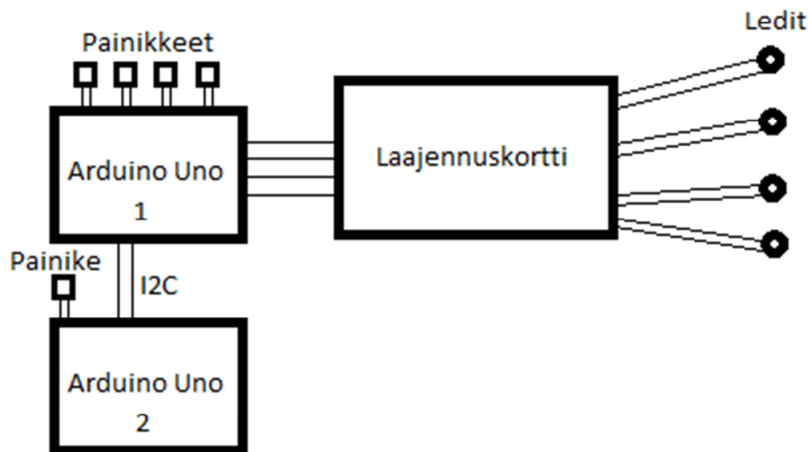 Ledit
Painikkeet
Laajennuskortti
Arduino Uno
1
Painike
I2C
Arduino Uno
2